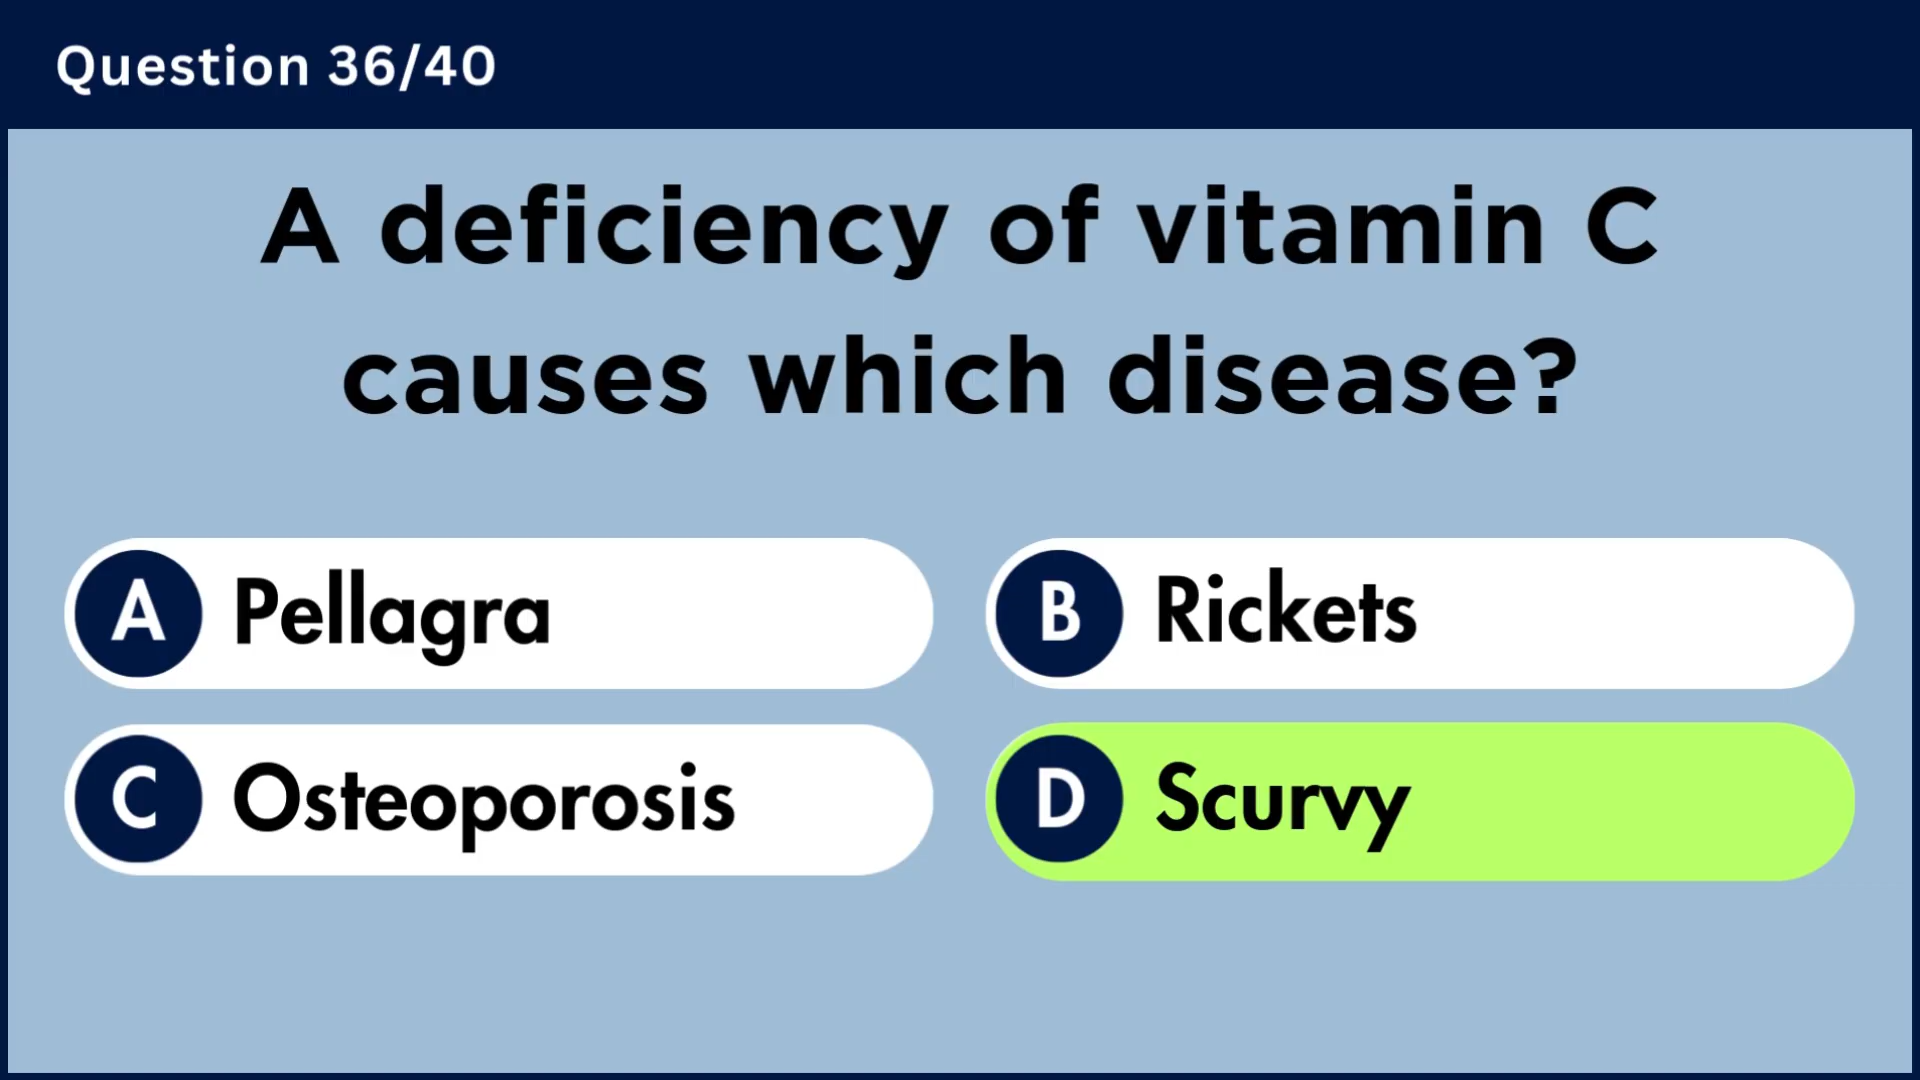 Question 36/40
A deficiency of vitamin C
causes which disease?
A Pellagra
B Rickets
C Osteoporosis
D Scurvy